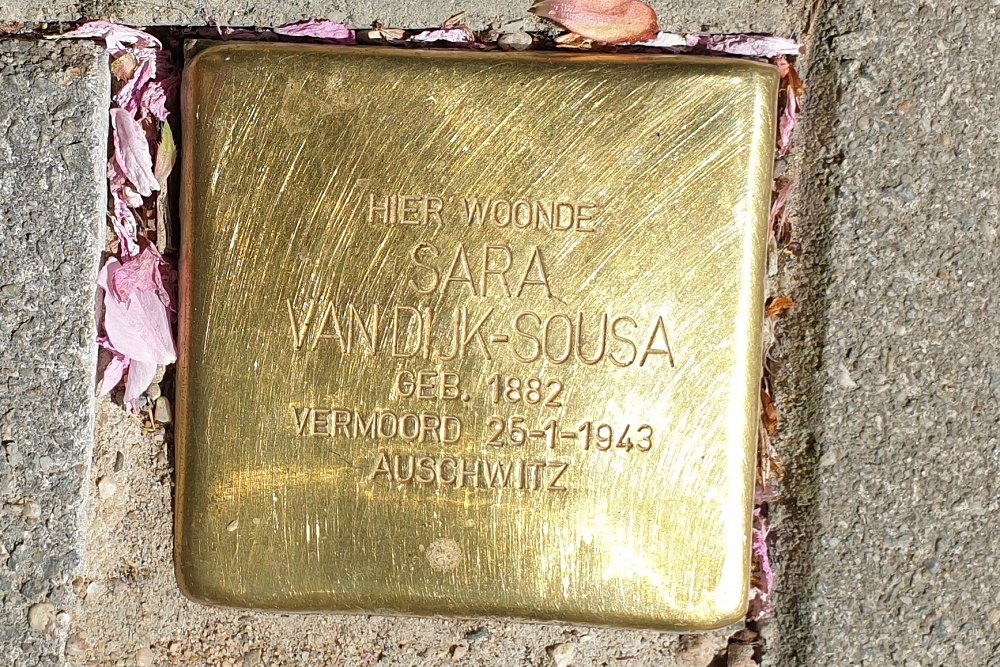 HIER WOONDE
SARA
VAN DIJK-SOUSA
GEB. 1882
VERMOORD 25-1-1943
AUSCHWITZ